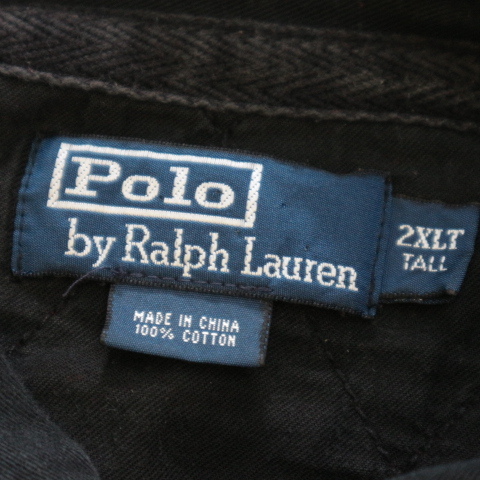 Polo
by Ralph Lauren
2XLT
TALL
MADE IN CHINA
100% COTTON